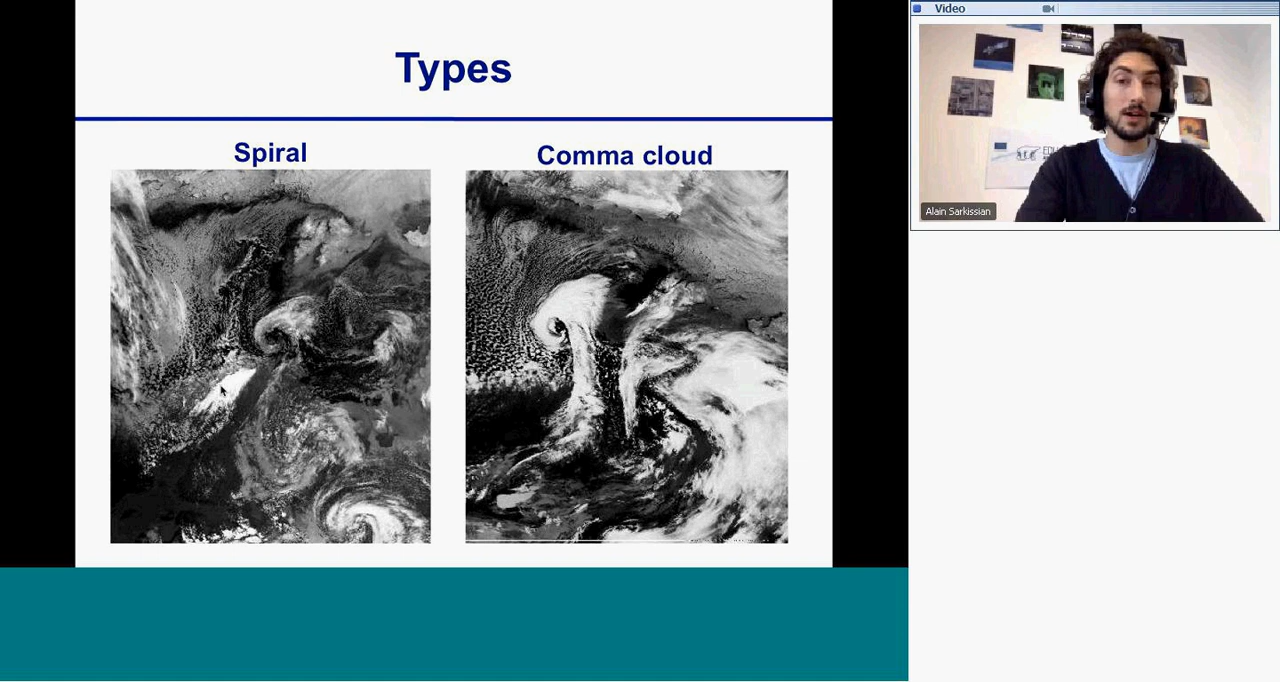 Types
Spiral
Comma cloud
Video
Alain Sarkissian